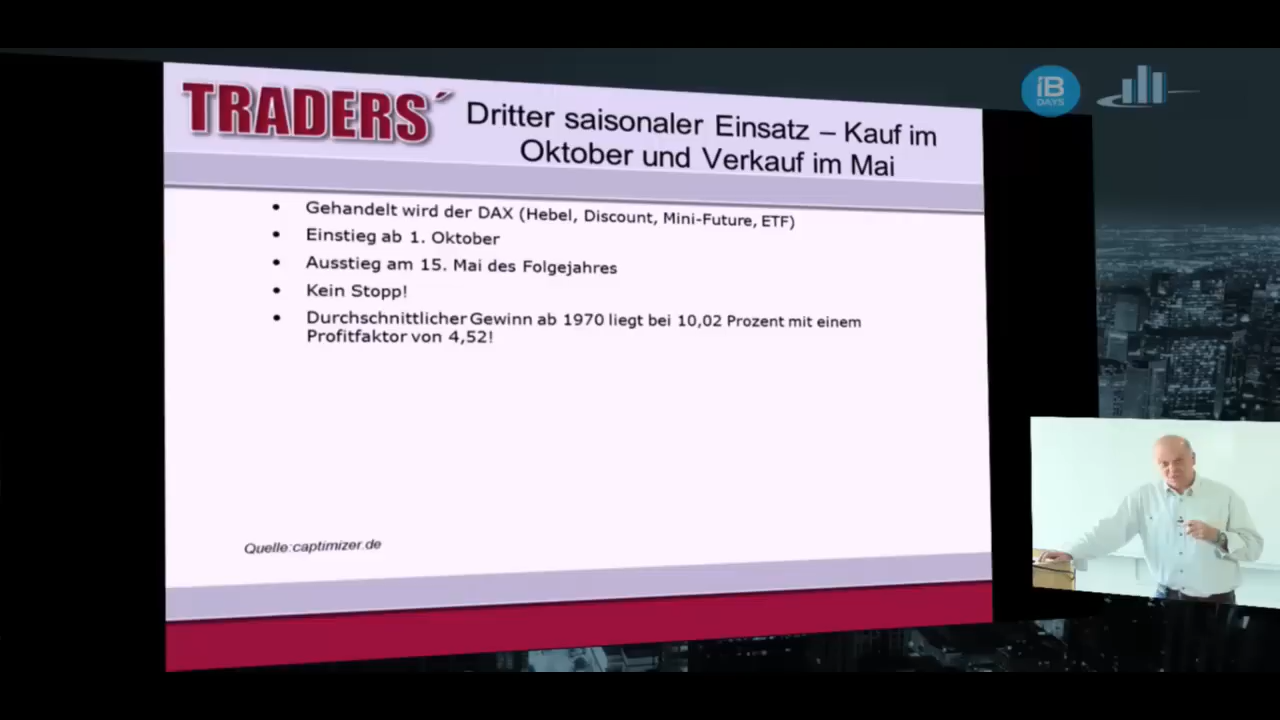 TRADERS´
Dritter saisonaler Einsatz – Kauf im
Oktober und Verkauf im Mai
iB
DAYS
• Gehandelt wird der DAX (Hebel, Discount, Mini-Future, ETF)
• Einstieg ab 1. Oktober
• Ausstieg am 15. Mai des Folgejahres
• Kein Stopp!
• Durchschnittlicher Gewinn ab 1970 liegt bei 10,02 Prozent mit einem
Profitfaktor von 4,52!
Quelle:captimizer.de